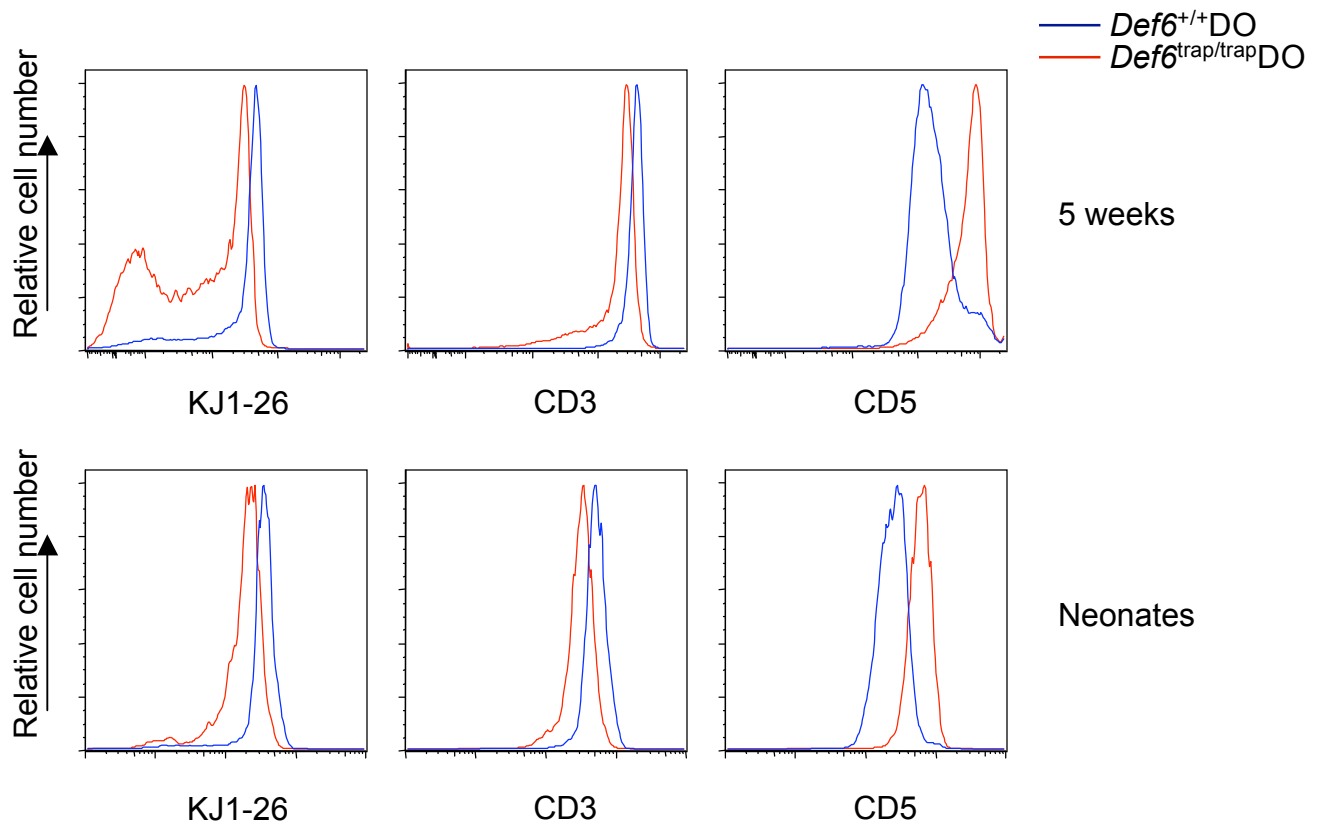 Def6+/+DO
Def6trap/trapDO
Relative cell number
5 weeks
KJ1-26
CD3
CD5
Relative cell number
Neonates
KJ1-26
CD3
CD5